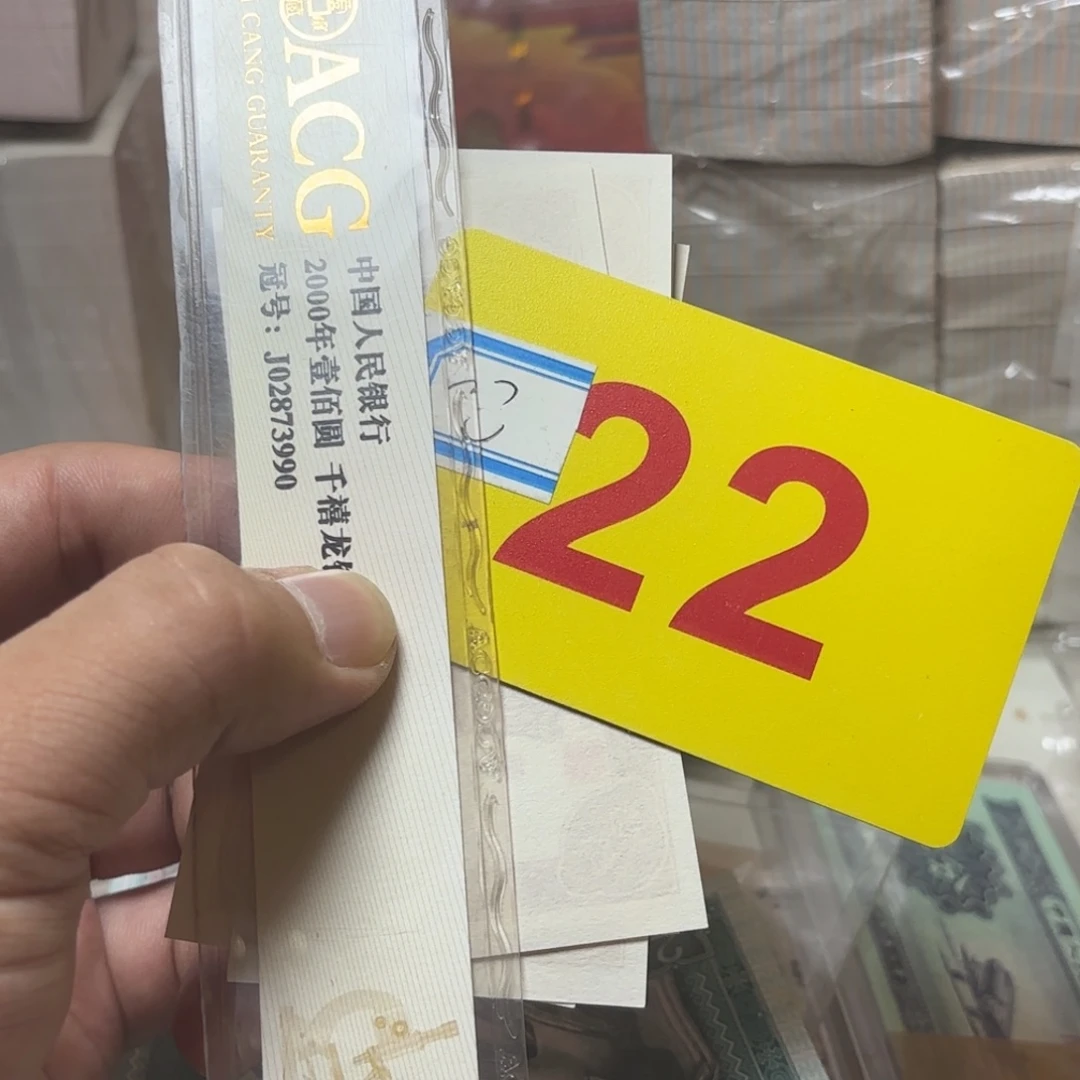 ACG
CANG GUARANTY
中国人民银行
2000年壹佰圆 千禧龙
冠号：J02873990
22